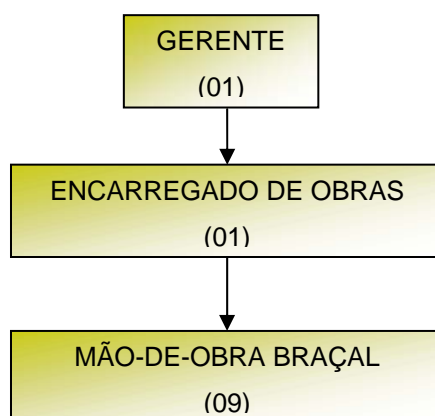 GERENTE
(01)
ENCARREGADO DE OBRAS
(01)
MÃO-DE-OBRA BRAÇAL
(09)